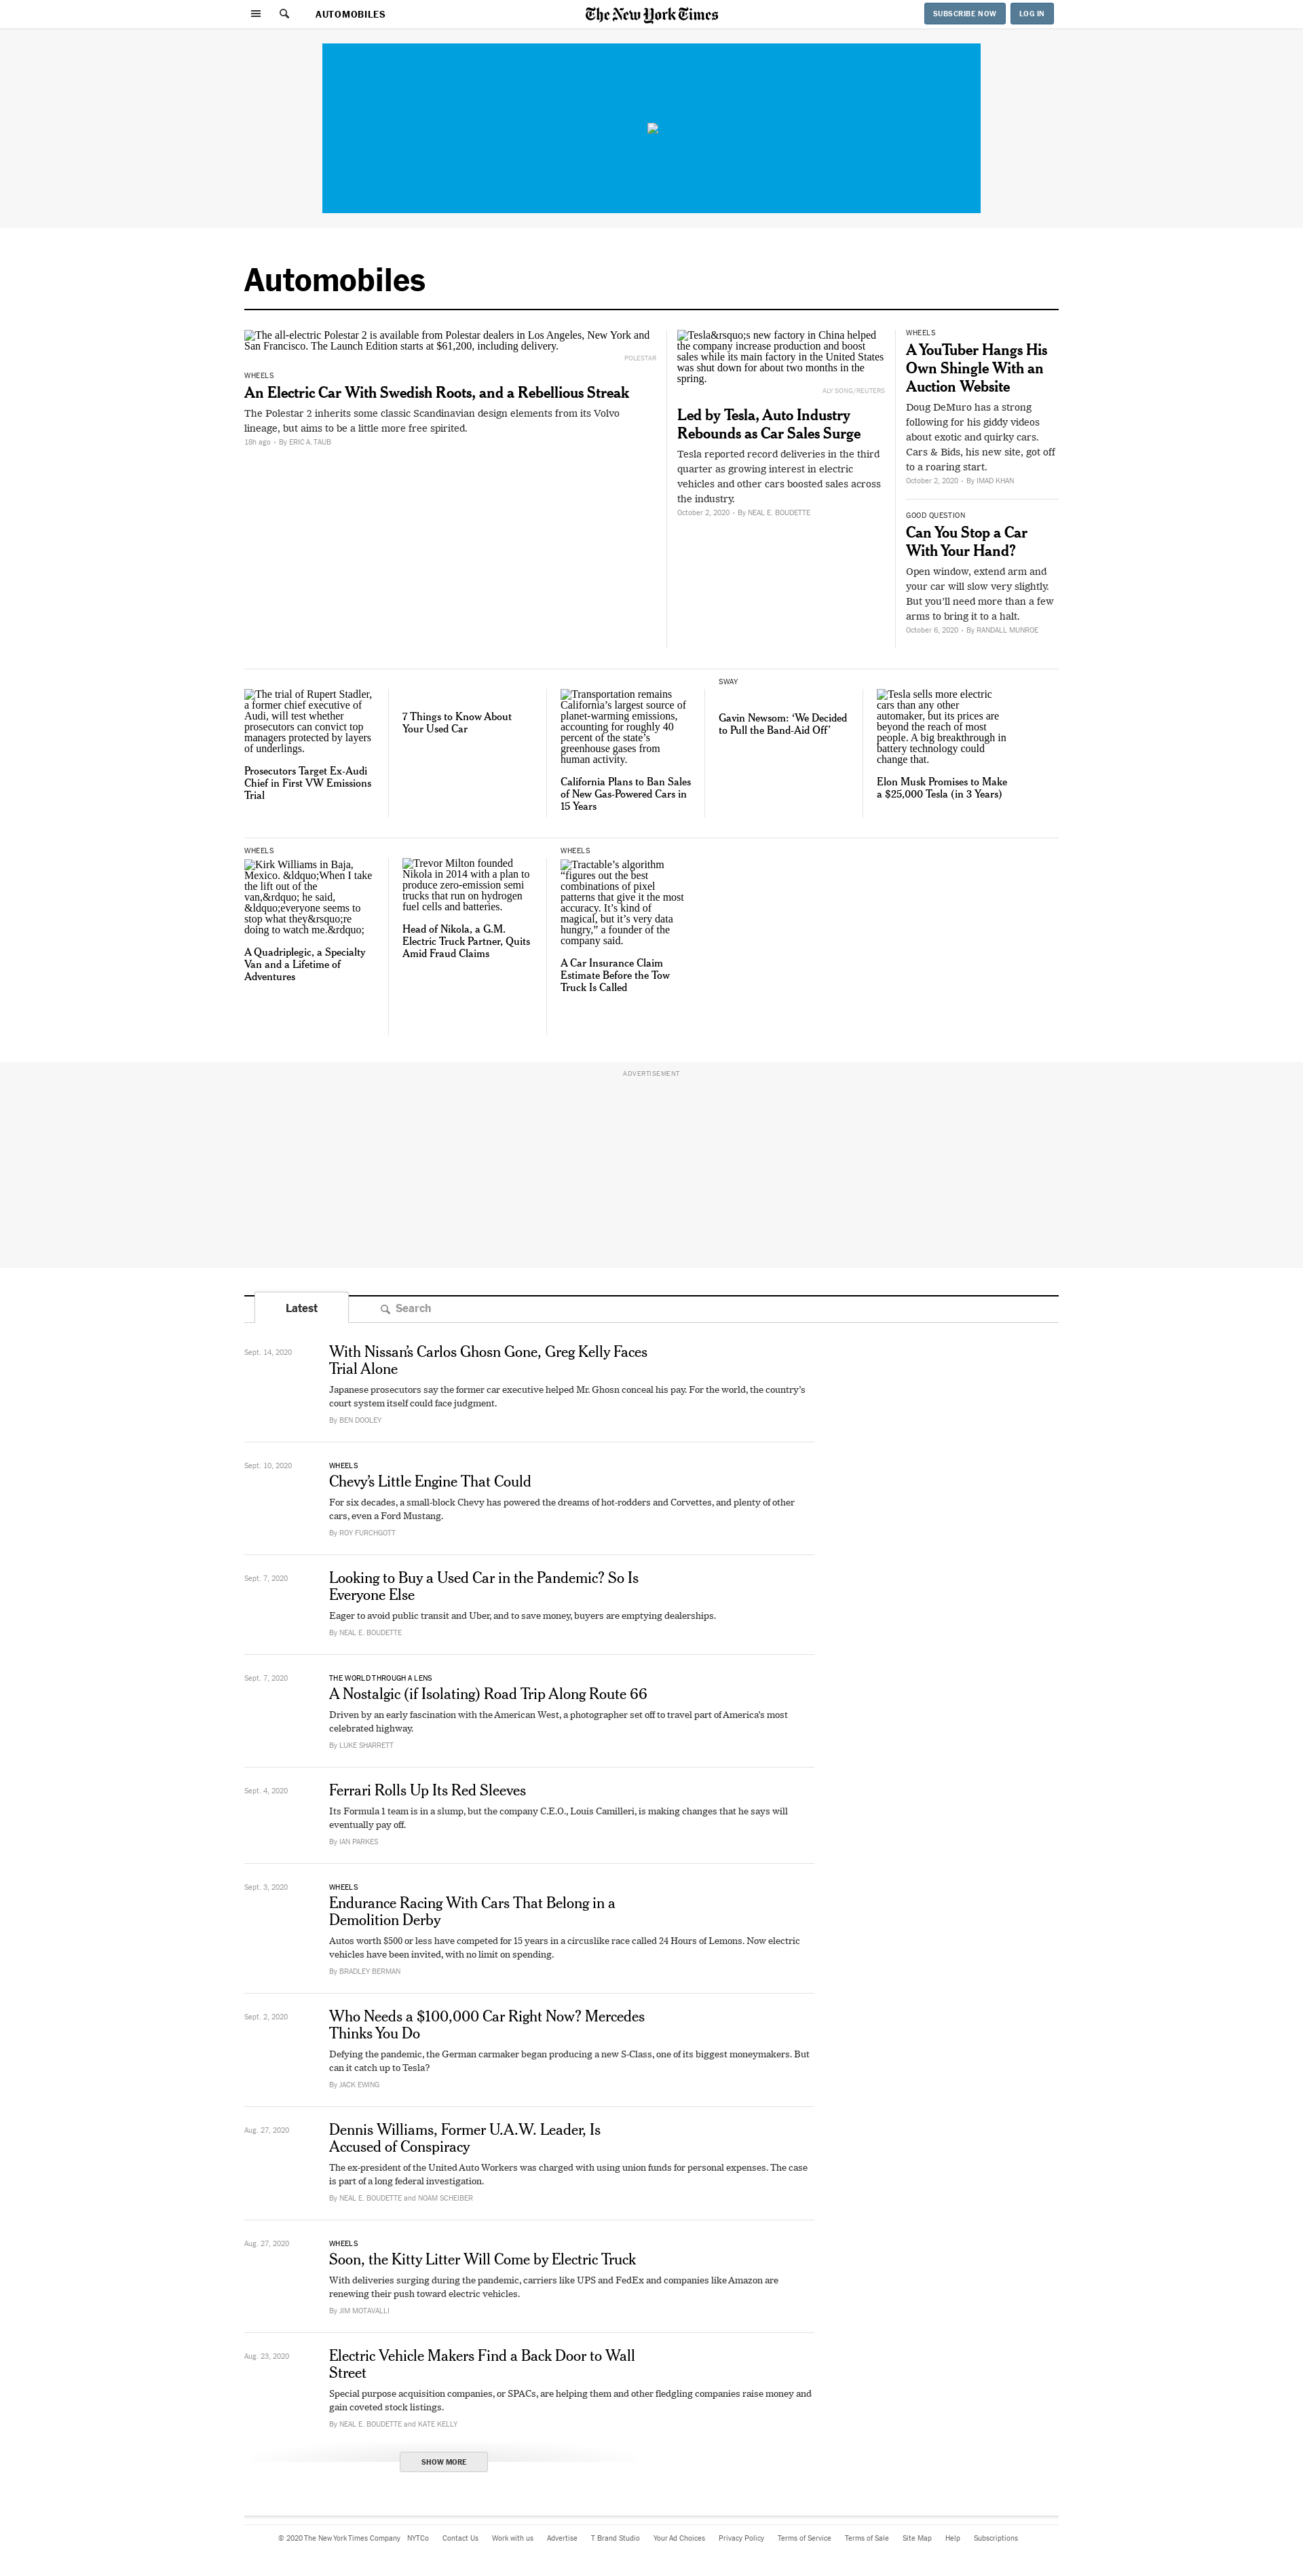 AUTOMOBILES
The New York Times
SUBSCRIBE NOW
LOG IN
Automobiles
The all-electric Polestar 2 is available from Polestar dealers in Los Angeles, New York and
San Francisco. The Launch Edition starts at $61,200, including delivery.
POLESTAR
WHEELS
An Electric Car With Swedish Roots, and a Rebellious Streak
The Polestar 2 inherits some classic Scandinavian design elements from its Volvo
lineage, but aims to be a little more free spirited.
18h ago • By ERIC A. TAUB
Tesla&rsquo;s new factory in China helped
the company increase production and boost
sales while its main factory in the United States
was shut down for about two months in the
spring.
ALY SONG/REUTERS
Led by Tesla, Auto Industry
Rebounds as Car Sales Surge
Tesla reported record deliveries in the third
quarter as growing interest in electric
vehicles and other cars boosted sales across
the industry.
October 2, 2020 • By NEAL E. BOUDETTE
WHEELS
A YouTuber Hangs His
Own Shingle With an
Auction Website
Doug DeMuro has a strong
following for his giddy videos
about exotic and quirky cars.
Cars & Bids, his new site, got off
to a roaring start.
October 2, 2020 • By IMAD KHAN
GOOD QUESTION
Can You Stop a Car
With Your Hand?
Open window, extend arm and
your car will slow very slightly.
But you’ll need more than a few
arms to bring it to a halt.
October 6, 2020 • By RANDALL MUNROE
The trial of Rupert Stadler,
a former chief executive of
Audi, will test whether
prosecutors can convict top
managers protected by layers
of underlings.
Prosecutors Target Ex-Audi
Chief in First VW Emissions
Trial
7 Things to Know About
Your Used Car
Transportation remains
California’s largest source of
planet-warming emissions,
accounting for roughly 40
percent of the state’s
greenhouse gases from
human activity.
California Plans to Ban Sales
of New Gas-Powered Cars in
15 Years
SWAY
Gavin Newsom: ‘We Decided
to Pull the Band-Aid Off’
Tesla sells more electric
cars than any other
automaker, but its prices are
beyond the reach of most
people. A big breakthrough in
battery technology could
change that.
Elon Musk Promises to Make
a $25,000 Tesla (in 3 Years)
WHEELS
Kirk Williams in Baja,
Mexico. &ldquo;When I take
the lift out of the
van,&rdquo; he said,
&ldquo;everyone seems to
stop what they&rsquo;re
doing to watch me.&rdquo;
A Quadriplegic, a Specialty
Van and a Lifetime of
Adventures
Trevor Milton founded
Nikola in 2014 with a plan to
produce zero-emission semi
trucks that run on hydrogen
fuel cells and batteries.
Head of Nikola, a G.M.
Electric Truck Partner, Quits
Amid Fraud Claims
WHEELS
Tractable’s algorithm
“figures out the best
combinations of pixel
patterns that give it the most
accuracy. It’s kind of
magical, but it’s very data
hungry,” a founder of the
company said.
A Car Insurance Claim
Estimate Before the Tow
Truck Is Called
ADVERTISEMENT
Latest
Search
Sept. 14, 2020
With Nissan’s Carlos Ghosn Gone, Greg Kelly Faces
Trial Alone
Japanese prosecutors say the former car executive helped Mr. Ghosn conceal his pay. For the world, the country’s
court system itself could face judgment.
By BEN DOOLEY
Sept. 10, 2020
WHEELS
Chevy’s Little Engine That Could
For six decades, a small-block Chevy has powered the dreams of hot-rodders and Corvettes, and plenty of other
cars, even a Ford Mustang.
By ROY FURCHGOTT
Sept. 7, 2020
Looking to Buy a Used Car in the Pandemic? So Is
Everyone Else
Eager to avoid public transit and Uber, and to save money, buyers are emptying dealerships.
By NEAL E. BOUDETTE
Sept. 7, 2020
THE WORLD THROUGH A LENS
A Nostalgic (if Isolating) Road Trip Along Route 66
Driven by an early fascination with the American West, a photographer set off to travel part of America’s most
celebrated highway.
By LUKE SHARRETT
Sept. 4, 2020
Ferrari Rolls Up Its Red Sleeves
Its Formula 1 team is in a slump, but the company C.E.O., Louis Camilleri, is making changes that he says will
eventually pay off.
By IAN PARKES
Sept. 3, 2020
WHEELS
Endurance Racing With Cars That Belong in a
Demolition Derby
Autos worth $500 or less have competed for 15 years in a circuslike race called 24 Hours of Lemons. Now electric
vehicles have been invited, with no limit on spending.
By BRADLEY BERMAN
Sept. 2, 2020
Who Needs a $100,000 Car Right Now? Mercedes
Thinks You Do
Defying the pandemic, the German carmaker began producing a new S-Class, one of its biggest moneymakers. But
can it catch up to Tesla?
By JACK EWING
Aug. 27, 2020
Dennis Williams, Former U.A.W. Leader, Is
Accused of Conspiracy
The ex-president of the United Auto Workers was charged with using union funds for personal expenses. The case
is part of a long federal investigation.
By NEAL E. BOUDETTE and NOAM SCHEIBER
Aug. 27, 2020
WHEELS
Soon, the Kitty Litter Will Come by Electric Truck
With deliveries surging during the pandemic, carriers like UPS and FedEx and companies like Amazon are
renewing their push toward electric vehicles.
By JIM MOTAVALLI
Aug. 23, 2020
Electric Vehicle Makers Find a Back Door to Wall
Street
Special purpose acquisition companies, or SPACs, are helping them and other fledgling companies raise money and
gain coveted stock listings.
By NEAL E. BOUDETTE and KATE KELLY
SHOW MORE
© 2020 The New York Times Company NYTCo Contact Us Work with us Advertise T Brand Studio Your Ad Choices Privacy Policy Terms of Service Terms of Sale Site Map Help Subscriptions